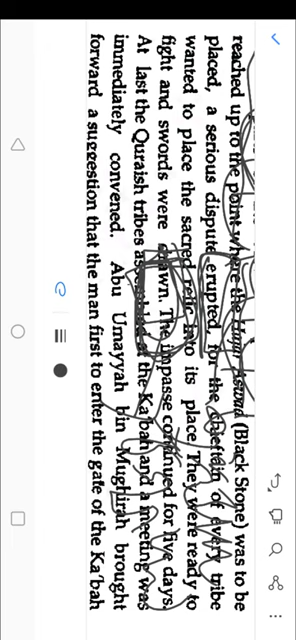 reached up to the point where the Hajr Aswad (Black Stone) was to be
placed, a serious dispute erupted, for the chieftain of every tribe
wanted to place the sacred relic into its place. They were ready to
fight and swords were drawn. The impasse continued for five days.
At last the Quraish tribes assembled at the Ka'bah and a meeting was
immediately convened. Abu Umayyah bin Mughirah brought
forward a suggestion that the man first to enter the gate of the Ka'bah